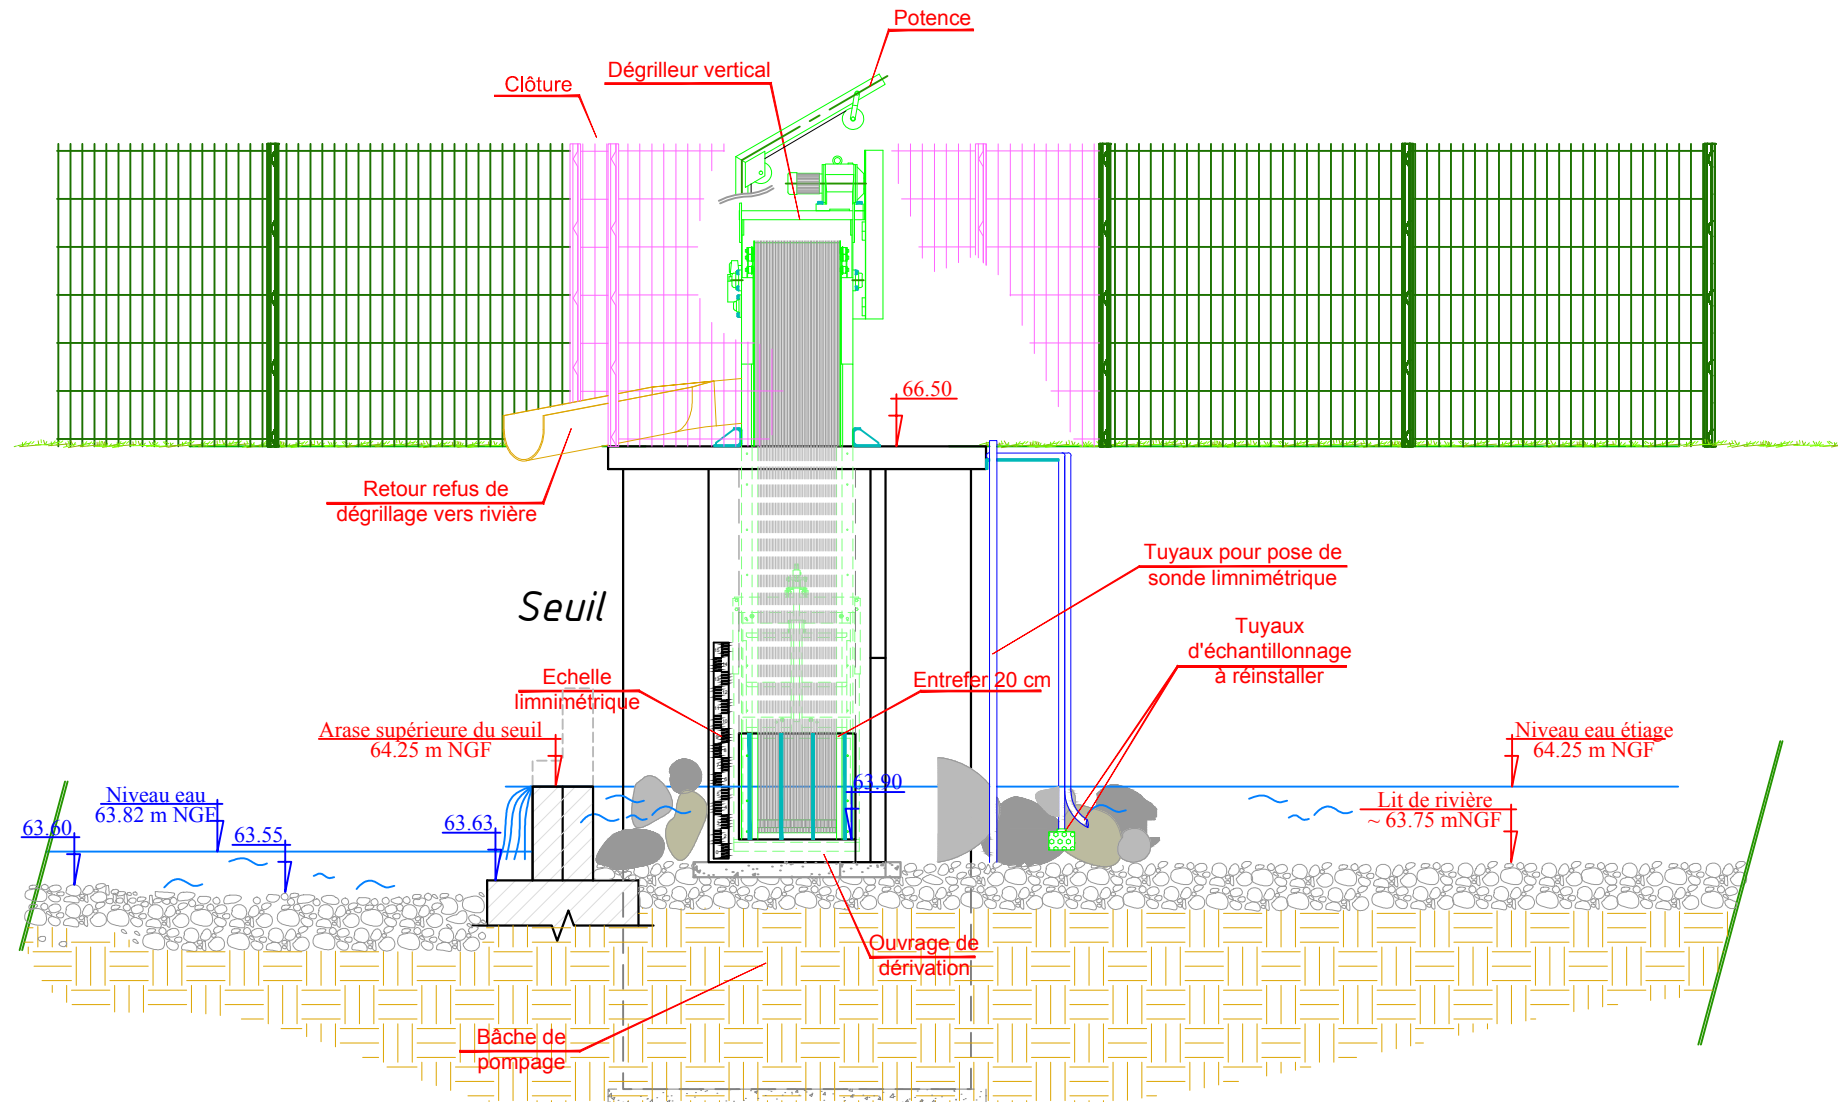 Potence
Dégrilleur vertical
Clôture
66.50
Retour refus de
dégrillage vers rivière
Tuyaux pour pose de
sonde limnimétrique
Seuil
Tuyaux
d'échantillonnage
à réinstaller
Echelle
limnimétrique
Entrefer 20 cm
Arase supérieure du seuil
64.25 m NGF
Niveau eau étiage
64.25 m NGF
63.90
Niveau eau
63.82 m NGF
Lit de rivière
~ 63.75 mNGF
63.60
63.55
63.63
Ouvrage de
dérivation
Bâche de
pompage